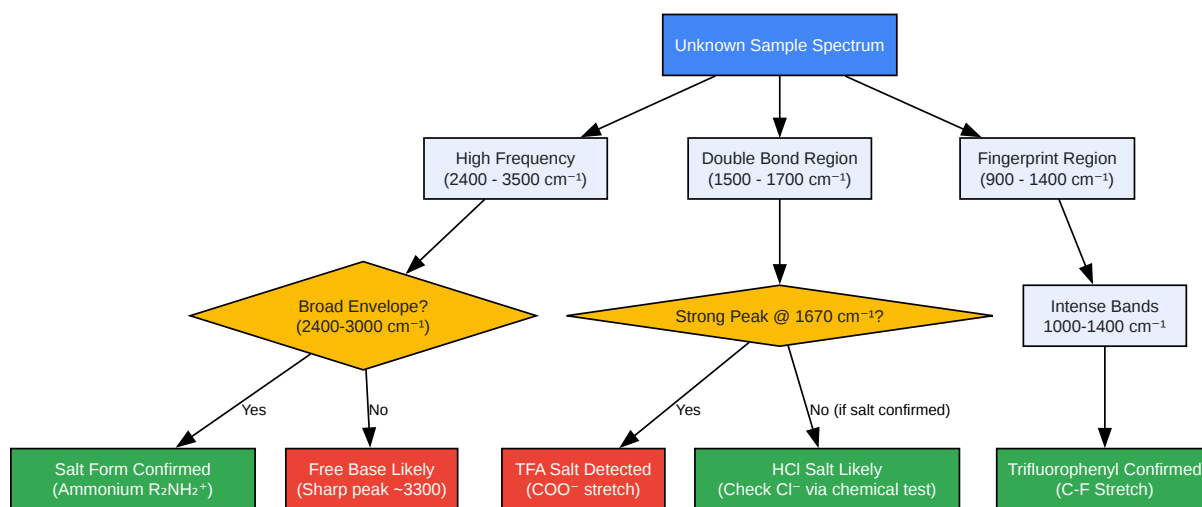 Unknown Sample Spectrum
High Frequency
(2400 - 3500 cm⁻¹)
Double Bond Region
(1500 - 1700 cm⁻¹)
Fingerprint Region
(900 - 1400 cm⁻¹)
Broad Envelope?
(2400-3000 cm⁻¹)
Strong Peak @ 1670 cm⁻¹?
Intense Bands
1000-1400 cm⁻¹
Yes
No
Yes
No (if salt confirmed)
Salt Form Confirmed
(Ammonium R₂NH₂⁺)
Free Base Likely
(Sharp peak ~3300)
TFA Salt Detected
(COO⁻ stretch)
HCl Salt Likely
(Check Cl⁻ via chemical test)
Trifluorophenyl Confirmed
(C-F Stretch)